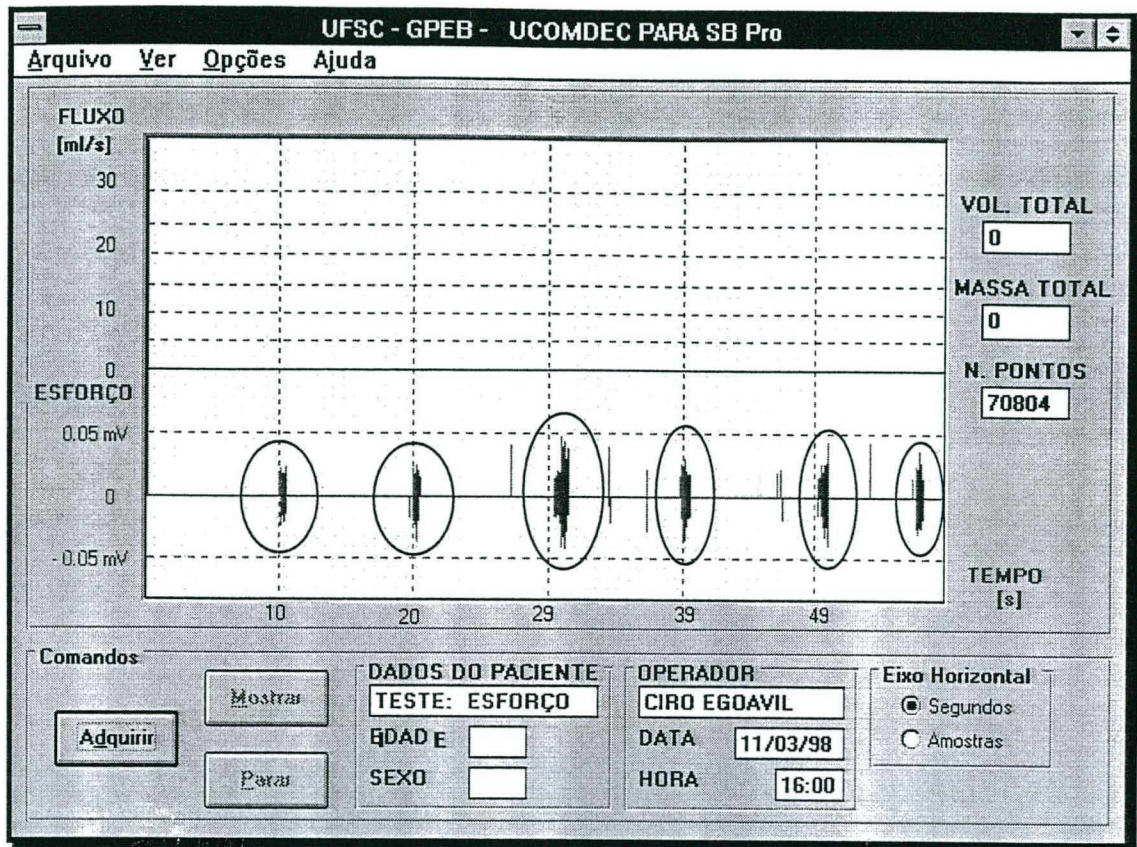 UFSC - GPEB -   UCOMDEC PARA SB Pro
Arquivo   Ver   Opções   Ajuda
FLUXO
[ml/s]
30
20
10
0
ESFORÇO
0.05 mV
0
- 0.05 mV
10 20 29 39 49
TEMPO
[s]
VOL. TOTAL
0
MASSA TOTAL
0
N. PONTOS
70804
Comandos
Adquirir
Mostrar
Parar
DADOS DO PACIENTE
TESTE:  ESFORÇO
SEXO
OPERADOR
CIRO EGOAVIL
DATA 11/03/98
HORA 16:00
Eixo Horizontal
Segundos
Amostras